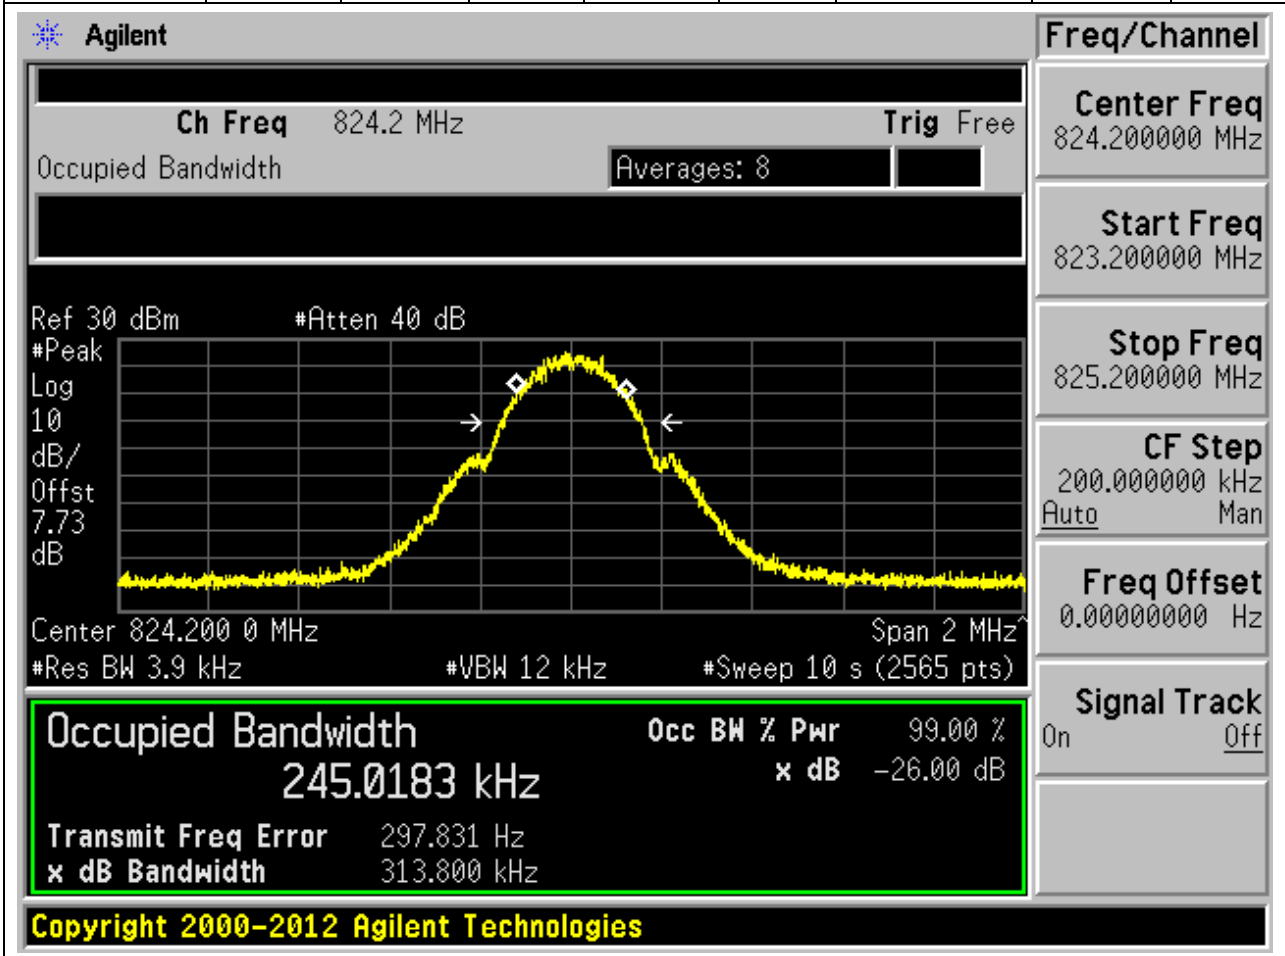 Agilent
Freq/Channel
Ch Freq 824.2 MHz Trig Free
Occupied Bandwidth Averages: 8
Center Freq
824.200000 MHz
Start Freq
823.200000 MHz
Stop Freq
825.200000 MHz
CF Step
200.000000 kHz
Auto Man
Freq Offset
0.00000000 Hz
Signal Track
On Off
Ref 30 dBm #Atten 40 dB
#Peak
Log
10
dB/
Offst
7.73
dB
Center 824.200 0 MHz Span 2 MHz^
#Res BW 3.9 kHz #VBW 12 kHz #Sweep 10 s (2565 pts)
Occupied Bandwidth Occ BW % Pwr 99.00 %
245.0183 kHz x dB -26.00 dB
Transmit Freq Error 297.831 Hz
x dB Bandwidth 313.800 kHz
Copyright 2000-2012 Agilent Technologies